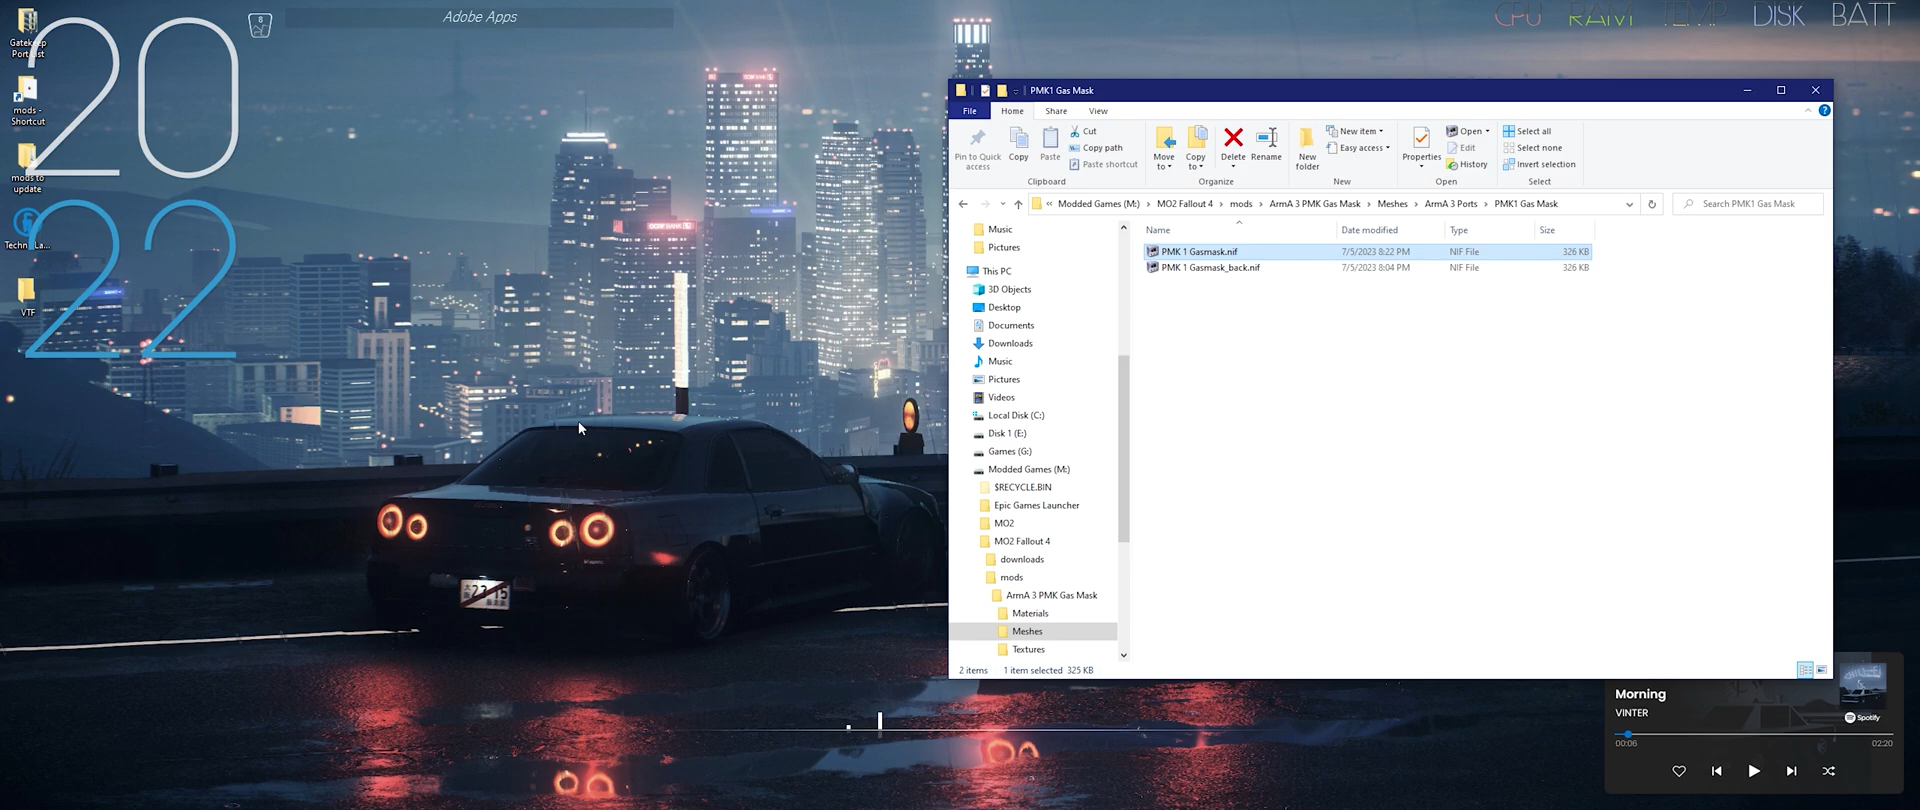 20
22
Gatekeep
mods -
Shortcut
mods to
update
VTF
Adobe Apps
CPU RAM TEMP DISK BATT
PMK1 Gas Mask
File Home Share View
Pin to Quick
access
Copy
Paste
Cut
Copy path
Paste shortcut
Clipboard
Move
to
Copy
to
Delete
Rename
Organize
New
folder
New item
Easy access
New
Properties
Open
Edit
History
Open
Select all
Select none
Invert selection
Select
« Modded Games (M:) > MO2 Fallout 4 > mods > ArmA 3 PMK Gas Mask > Meshes > ArmA 3 Ports > PMK1 Gas Mask
Search PMK1 Gas Mask
Music
Pictures
This PC
3D Objects
Desktop
Documents
Downloads
Music
Pictures
Videos
Local Disk (C:)
Disk 1 (E:)
Games (G:)
Modded Games (M:)
$RECYCLE.BIN
Epic Games Launcher
MO2
MO2 Fallout 4
downloads
mods
ArmA 3 PMK Gas Mask
Materials
Meshes
Textures
Name Date modified Type Size
PMK 1 Gasmask.nif 7/5/2023 8:22 PM NIF File 326 KB
PMK 1 Gasmask_back.nif 7/5/2023 8:04 PM NIF File 326 KB
2 items 1 item selected 325 KB
Morning
VINTER
Spotify
00:06 02:20